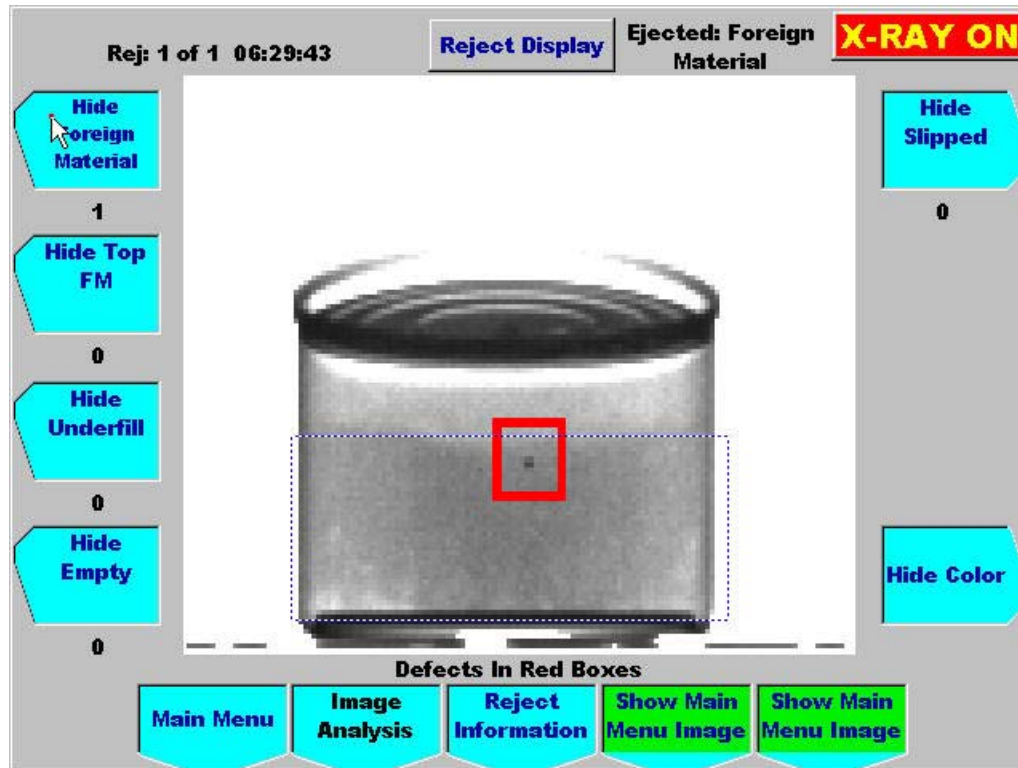 Rej: 1 of 1 06:29:43
Reject Display
Ejected: Foreign
Material
X-RAY ON
Hide
Foreign
Material
1
Hide Top
FM
0
Hide
Underfill
0
Hide
Empty
0
Hide
Slipped
0
Hide Color
Defects In Red Boxes
Main Menu
Image
Analysis
Reject
Information
Show Main
Menu Image
Show Main
Menu Image